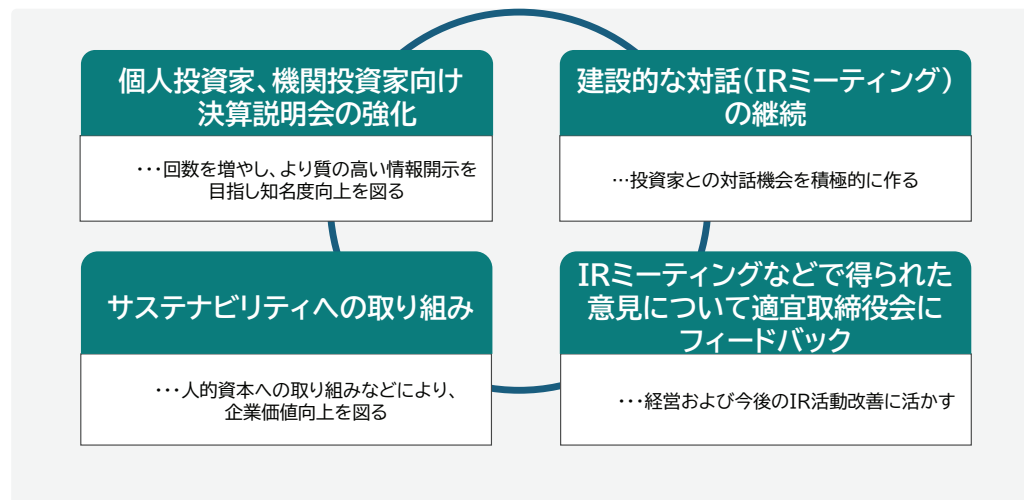 個人投資家、機関投資家向け
決算説明会の強化
・・・回数を増やし、より質の高い情報開示を
目指し知名度向上を図る
建設的な対話(IRミーティング)
の継続
…投資家との対話機会を積極的に作る
サステナビリティへの取り組み
・・・人的資本への取り組みなどにより、
企業価値向上を図る
IRミーティングなどで得られた
意見について適宜取締役会に
フィードバック
・・・経営および今後のIR活動改善に活かす